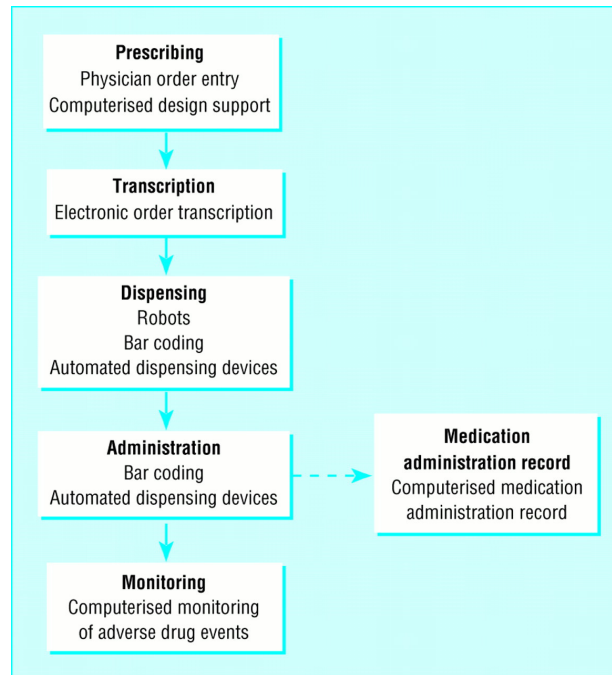 Prescribing
Physician order entry
Computerised design support
Transcription
Electronic order transcription
Dispensing
Robots
Bar coding
Automated dispensing devices
Administration
Bar coding
Automated dispensing devices
Medication
administration record
Computerised medication
administration record
Monitoring
Computerised monitoring
of adverse drug events